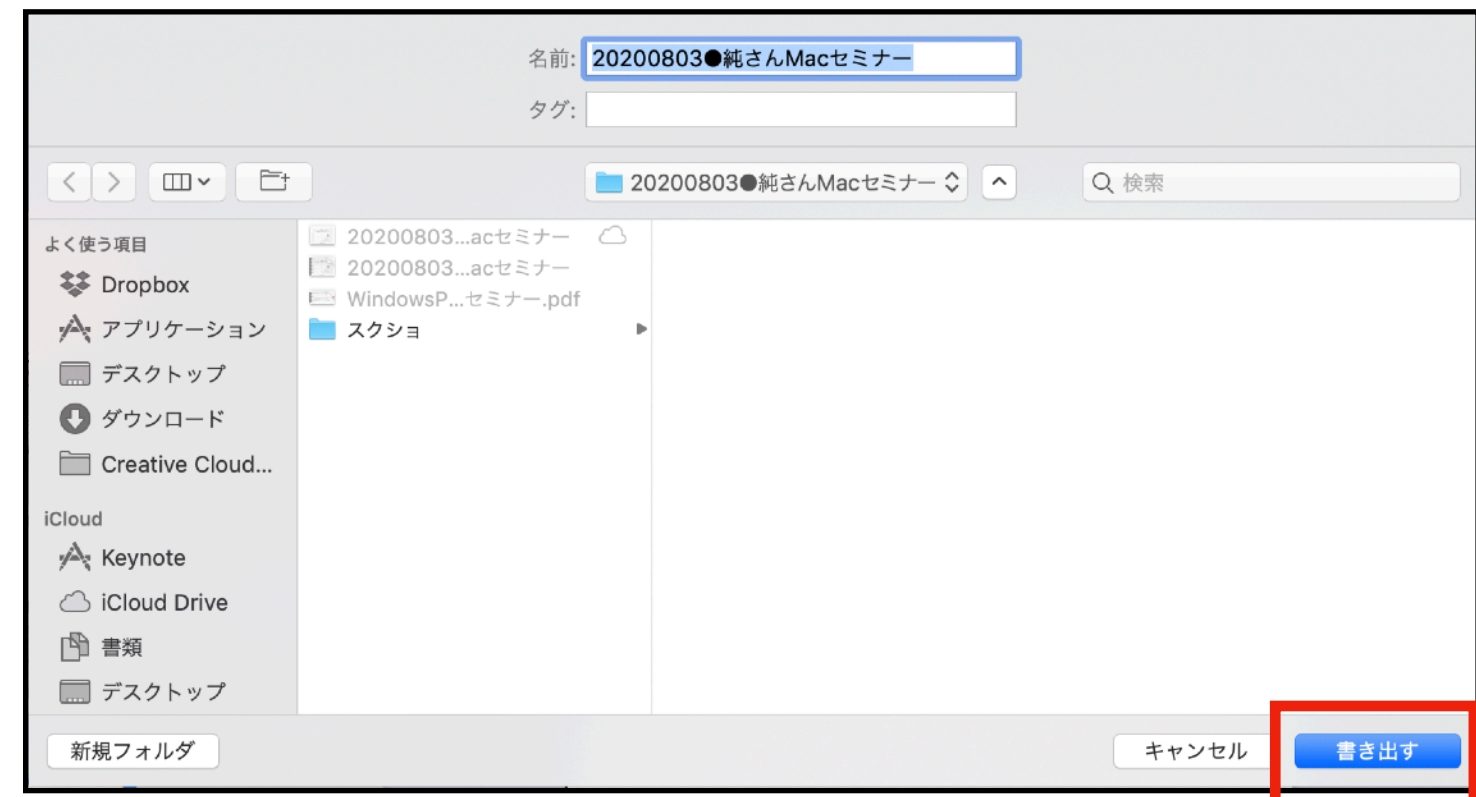 名前: 20200803●純さんMacセミナー
タグ:
20200803●純さんMacセミナー
検索
よく使う項目
Dropbox
アプリケーション
デスクトップ
ダウンロード
Creative Cloud...
iCloud
Keynote
iCloud Drive
書類
デスクトップ
20200803...acセミナー
20200803...acセミナー
WindowsP...セミナー.pdf
スクショ
新規フォルダ
キャンセル
書き出す